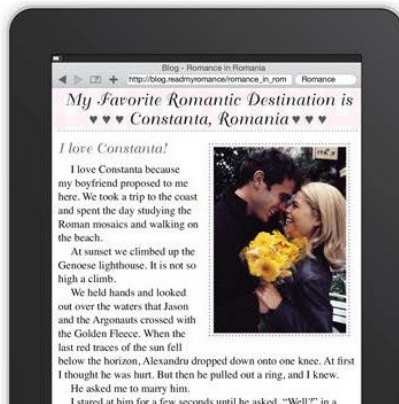 Blog - Romance in Romania
http://blog.readmyromance/romance_in_rom
Romance
My Favorite Romantic Destination is
♥ ♥ ♥ Constanta, Romania ♥ ♥ ♥
I love Constanta!
I love Constanta because
my boyfriend proposed to me
here. We took a trip to the coast
and spent the day studying the
Roman mosaics and walking on
the beach.
At sunset we climbed up the
Genoese lighthouse. It is not so
high a climb.
We held hands and looked
out over the waters that Jason
and the Argonauts crossed with
the Golden Fleece. When the
last red traces of the sun fell
below the horizon, Alexandru dropped down onto one knee. At first
I thought he was hurt. But then he pulled out a ring, and I knew.
He asked me to marry him.
I stared at him for a few seconds until he asked, “Well?” in a